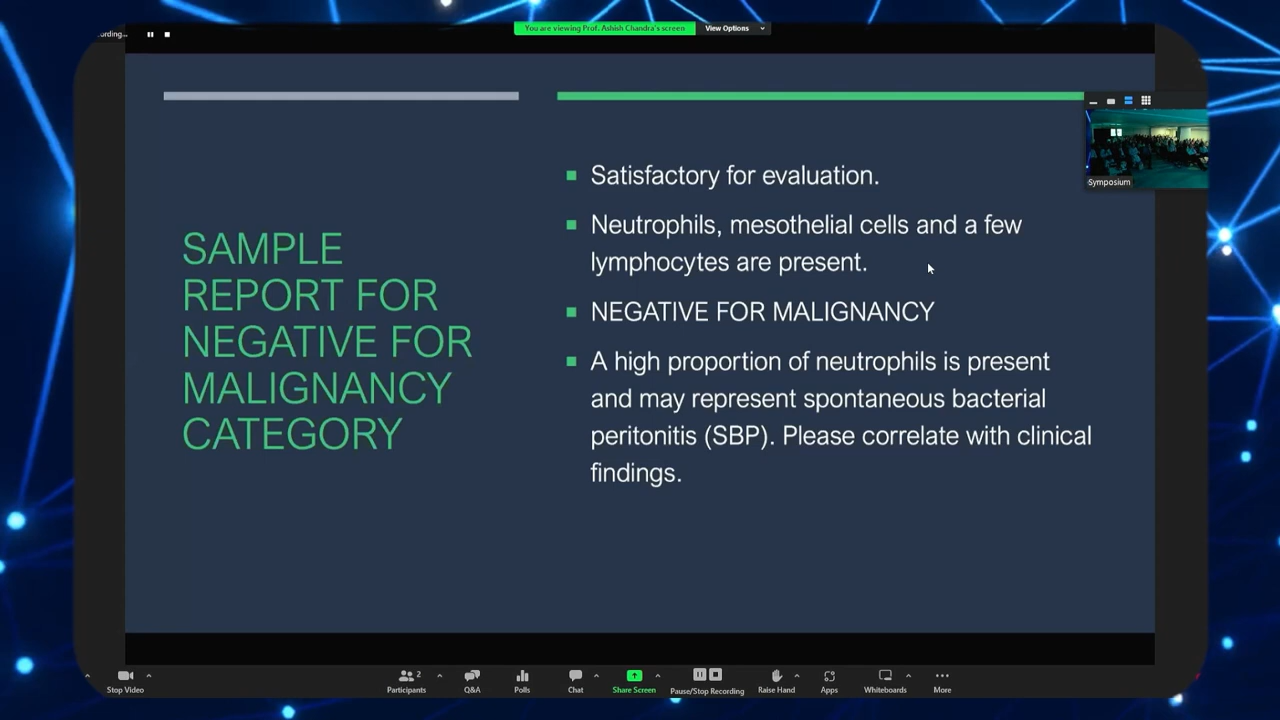 ording...
You are viewing Prof. Ashish Chandra's screen
View Options
Symposium
SAMPLE
REPORT FOR
NEGATIVE FOR
MALIGNANCY
CATEGORY
Satisfactory for evaluation.
Neutrophils, mesothelial cells and a few
lymphocytes are present.
NEGATIVE FOR MALIGNANCY
A high proportion of neutrophils is present
and may represent spontaneous bacterial
peritonitis (SBP). Please correlate with clinical
findings.
Stop Video
2
Participants
Q&A
Polls
Chat
Share Screen
Pause/Stop Recording
Raise Hand
Apps
Whiteboards
More